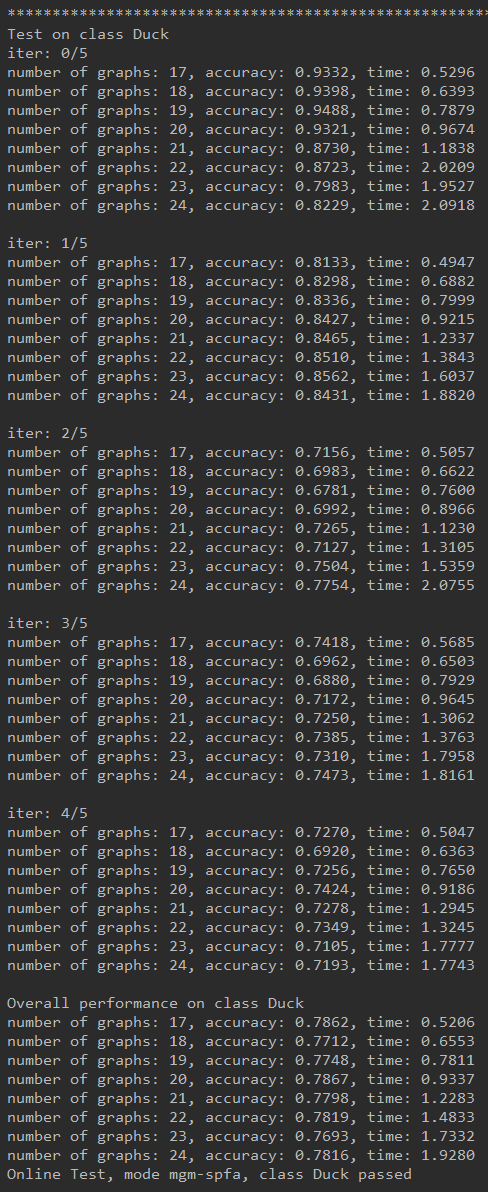 ******************************************************
Test on class Duck
iter: 0/5
number of graphs: 17, accuracy: 0.9332, time: 0.5296
number of graphs: 18, accuracy: 0.9398, time: 0.6393
number of graphs: 19, accuracy: 0.9488, time: 0.7879
number of graphs: 20, accuracy: 0.9321, time: 0.9674
number of graphs: 21, accuracy: 0.8730, time: 1.1838
number of graphs: 22, accuracy: 0.8723, time: 2.0209
number of graphs: 23, accuracy: 0.7983, time: 1.9527
number of graphs: 24, accuracy: 0.8229, time: 2.0918

iter: 1/5
number of graphs: 17, accuracy: 0.8133, time: 0.4947
number of graphs: 18, accuracy: 0.8298, time: 0.6882
number of graphs: 19, accuracy: 0.8336, time: 0.7999
number of graphs: 20, accuracy: 0.8427, time: 0.9215
number of graphs: 21, accuracy: 0.8465, time: 1.2337
number of graphs: 22, accuracy: 0.8510, time: 1.3843
number of graphs: 23, accuracy: 0.8562, time: 1.6037
number of graphs: 24, accuracy: 0.8431, time: 1.8820

iter: 2/5
number of graphs: 17, accuracy: 0.7156, time: 0.5057
number of graphs: 18, accuracy: 0.6983, time: 0.6622
number of graphs: 19, accuracy: 0.6781, time: 0.7600
number of graphs: 20, accuracy: 0.6992, time: 0.8966
number of graphs: 21, accuracy: 0.7265, time: 1.1230
number of graphs: 22, accuracy: 0.7127, time: 1.3105
number of graphs: 23, accuracy: 0.7504, time: 1.5359
number of graphs: 24, accuracy: 0.7754, time: 2.0755

iter: 3/5
number of graphs: 17, accuracy: 0.7418, time: 0.5685
number of graphs: 18, accuracy: 0.6962, time: 0.6503
number of graphs: 19, accuracy: 0.6880, time: 0.7929
number of graphs: 20, accuracy: 0.7172, time: 0.9645
number of graphs: 21, accuracy: 0.7250, time: 1.3062
number of graphs: 22, accuracy: 0.7385, time: 1.3763
number of graphs: 23, accuracy: 0.7310, time: 1.7958
number of graphs: 24, accuracy: 0.7473, time: 1.8161

iter: 4/5
number of graphs: 17, accuracy: 0.7270, time: 0.5047
number of graphs: 18, accuracy: 0.6920, time: 0.6363
number of graphs: 19, accuracy: 0.7256, time: 0.7650
number of graphs: 20, accuracy: 0.7424, time: 0.9186
number of graphs: 21, accuracy: 0.7278, time: 1.2945
number of graphs: 22, accuracy: 0.7349, time: 1.3245
number of graphs: 23, accuracy: 0.7105, time: 1.7777
number of graphs: 24, accuracy: 0.7193, time: 1.7743

Overall performance on class Duck
number of graphs: 17, accuracy: 0.7862, time: 0.5206
number of graphs: 18, accuracy: 0.7712, time: 0.6553
number of graphs: 19, accuracy: 0.7748, time: 0.7811
number of graphs: 20, accuracy: 0.7867, time: 0.9337
number of graphs: 21, accuracy: 0.7798, time: 1.2283
number of graphs: 22, accuracy: 0.7819, time: 1.4833
number of graphs: 23, accuracy: 0.7693, time: 1.7332
number of graphs: 24, accuracy: 0.7816, time: 1.9280
Online Test, mode mgm-spfa, class Duck passed